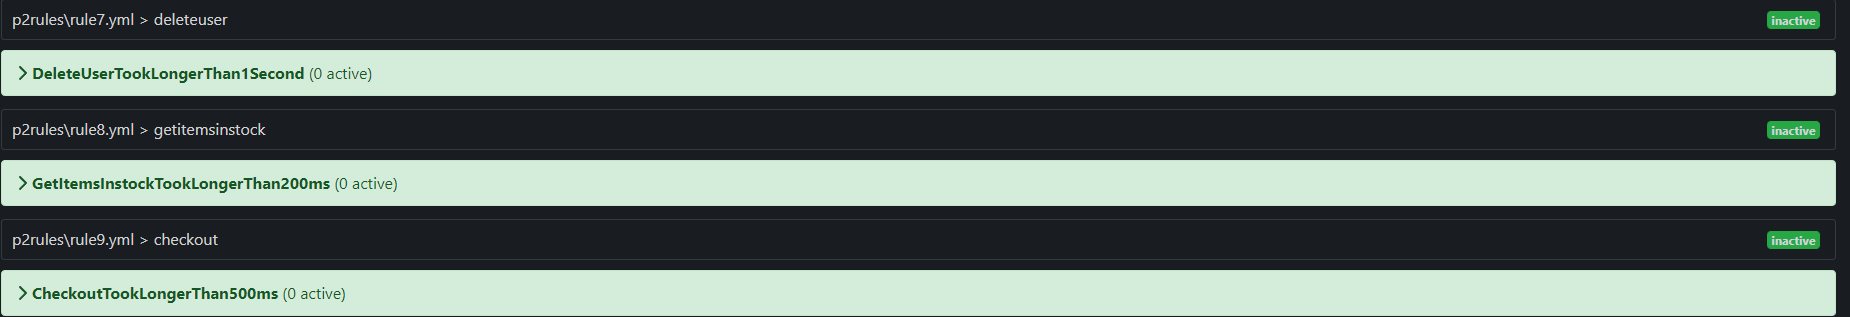 p2rules\rule7.yml > deleteuser inactive
DeleteUserTookLongerThan1Second (0 active)
p2rules\rule8.yml > getitemsinstock inactive
GetItemsInstockTookLongerThan200ms (0 active)
p2rules\rule9.yml > checkout inactive
CheckoutTookLongerThan500ms (0 active)